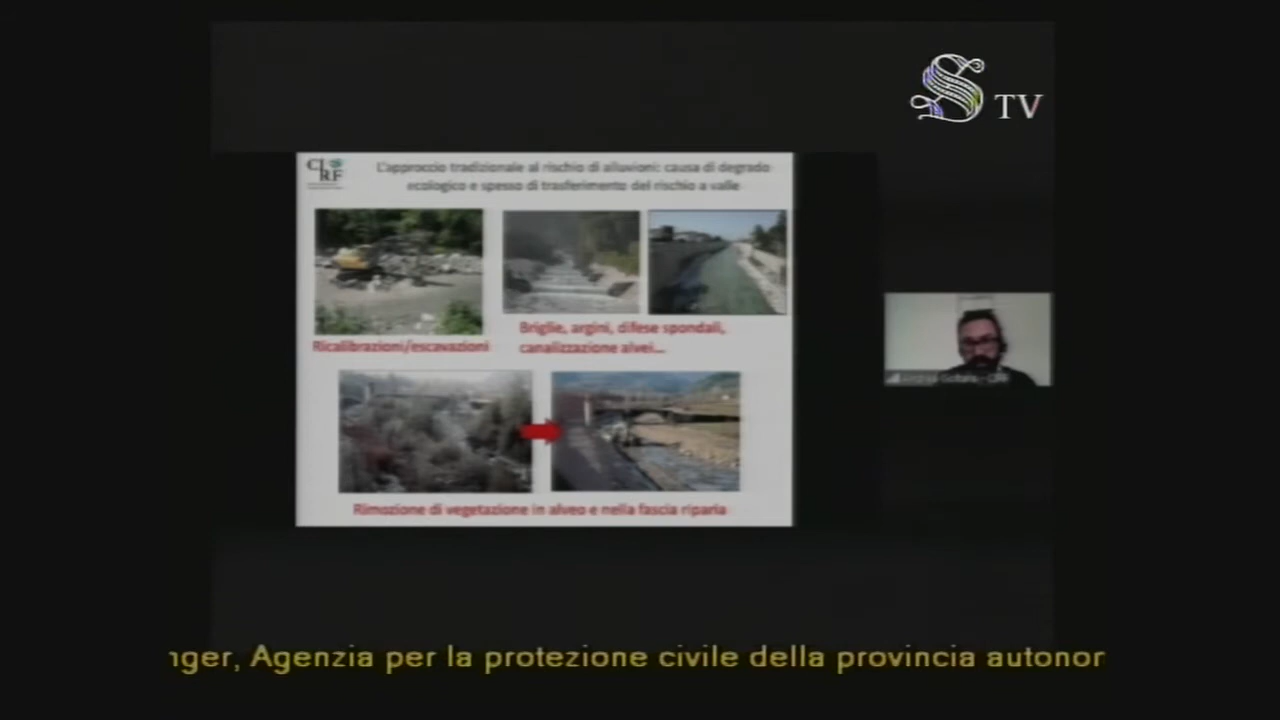 S TV
CI
RF
L'approccio tradizionale al rischio di alluvioni: causa di degrado
ecologico e spesso di trasferimento del rischio a valle
Ricalibrazioni/escavazioni
Briglie, argini, difese spondali,
canalizzazione alvei...
Rimozione di vegetazione in alveo e nella fascia riparia
nger, Agenzia per la protezione civile della provincia autonor